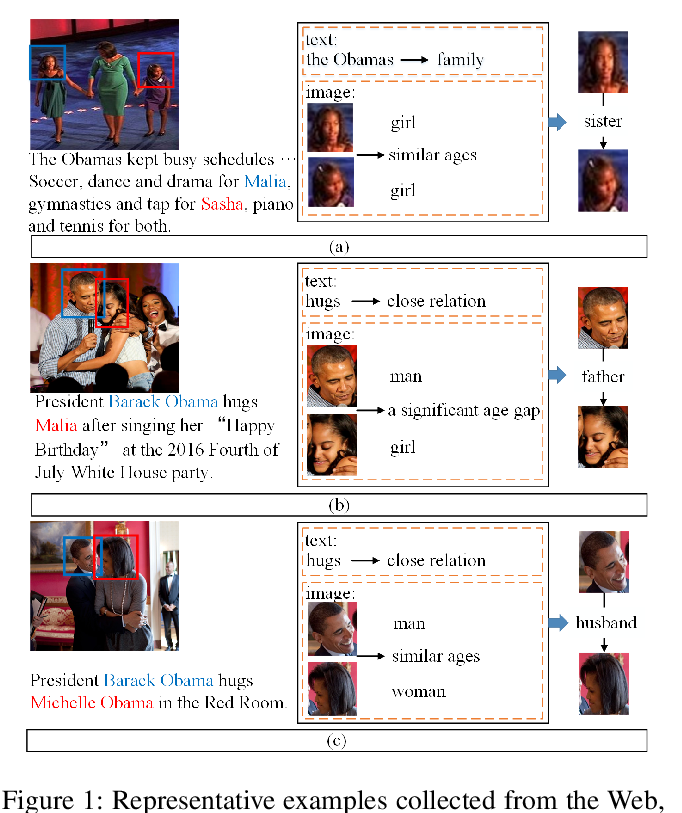 text:
the Obamas → family
image:
girl
similar ages
girl
sister
The Obamas kept busy schedules ⋯
Soccer, dance and drama for Malia,
gymnastics and tap for Sasha, piano
and tennis for both.
(a)
text:
hugs → close relation
image:
man
a significant age gap
girl
father
President Barack Obama hugs
Malia after singing her “Happy
Birthday” at the 2016 Fourth of
July White House party.
(b)
text:
hugs → close relation
image:
man
similar ages
woman
husband
President Barack Obama hugs
Michelle Obama in the Red Room.
(c)
Figure 1: Representative examples collected from the Web,